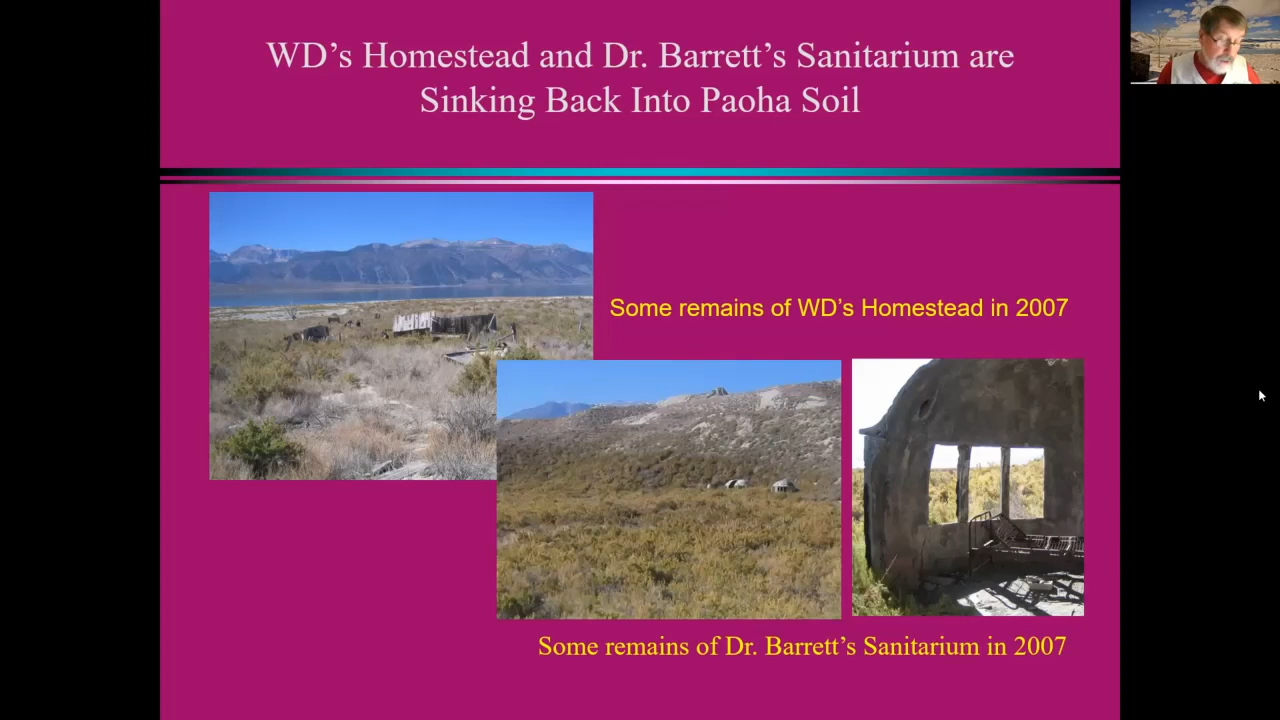 WD’s Homestead and Dr. Barrett’s Sanitarium are
Sinking Back Into Paoha Soil
Some remains of WD’s Homestead in 2007
Some remains of Dr. Barrett’s Sanitarium in 2007